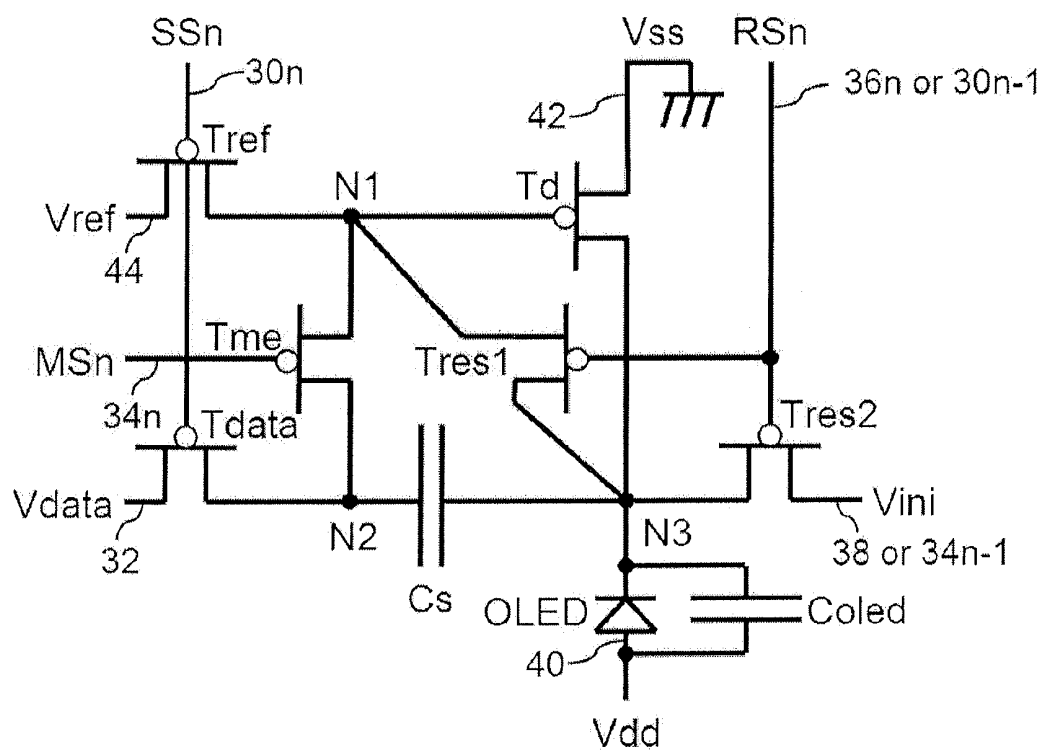 SSn
Vss
RSn
30n
42
36n or 30n-1
Tref
N1
Td
Vref
44
Tme
Tres1
MSn
34n
Tdata
Tres2
Vdata
32
N2
N3
Vini
38 or 34n-1
Cs
OLED
Coled
40
Vdd